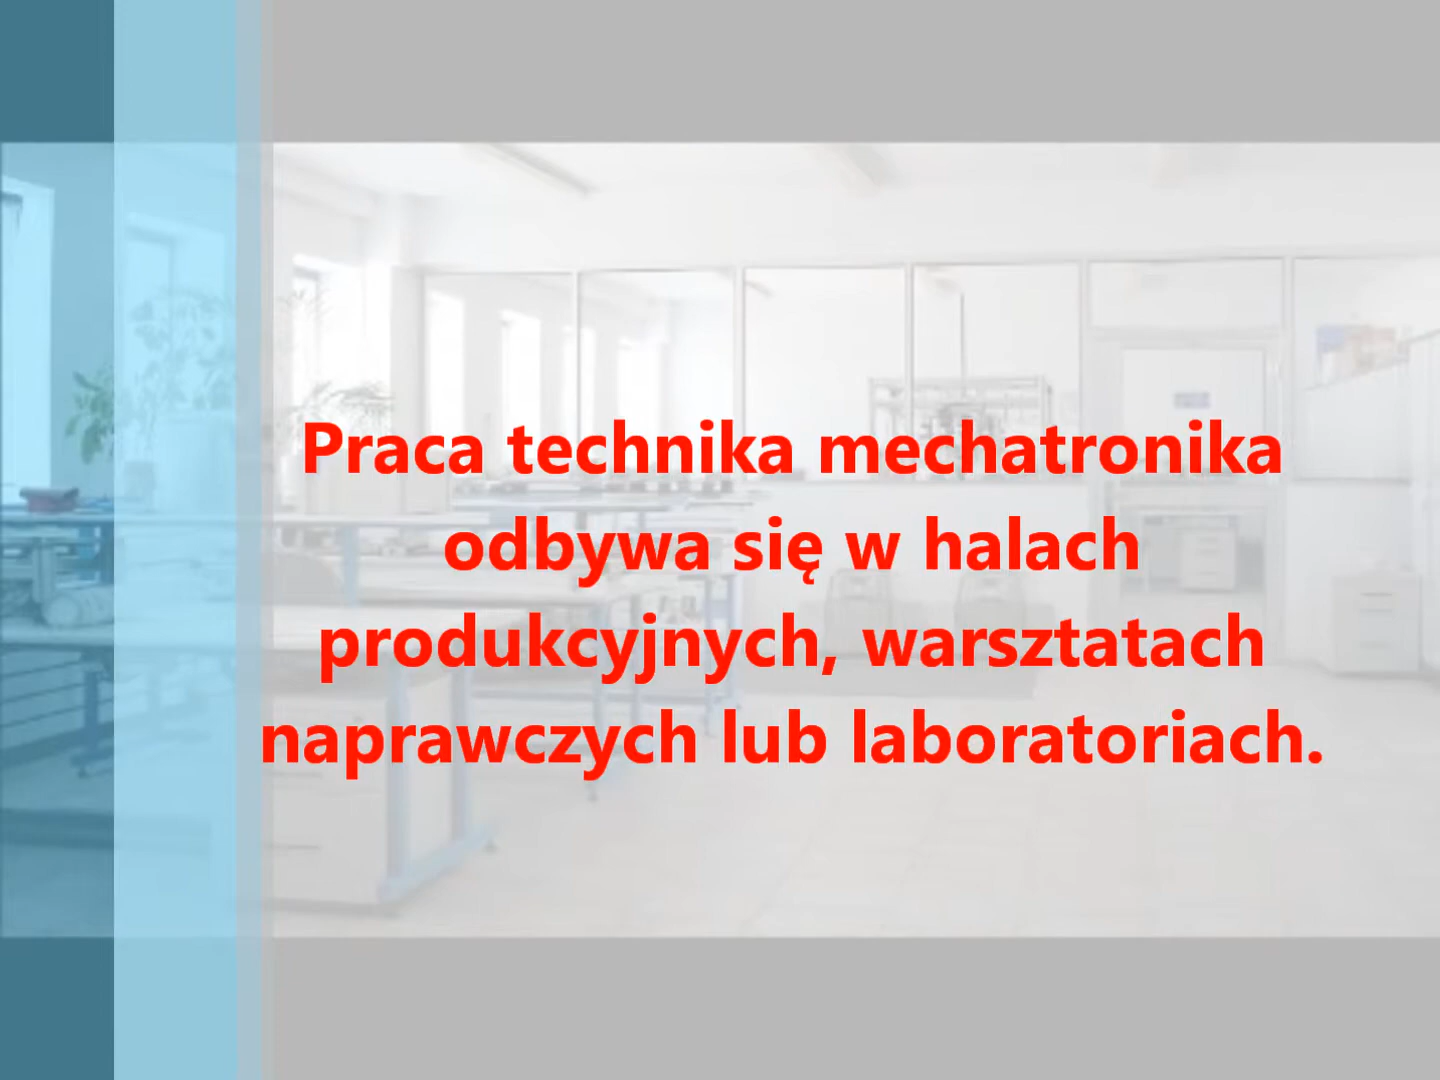 Praca technika mechatronika
odbywa się w halach
produkcyjnych, warsztatach
naprawczych lub laboratoriach.